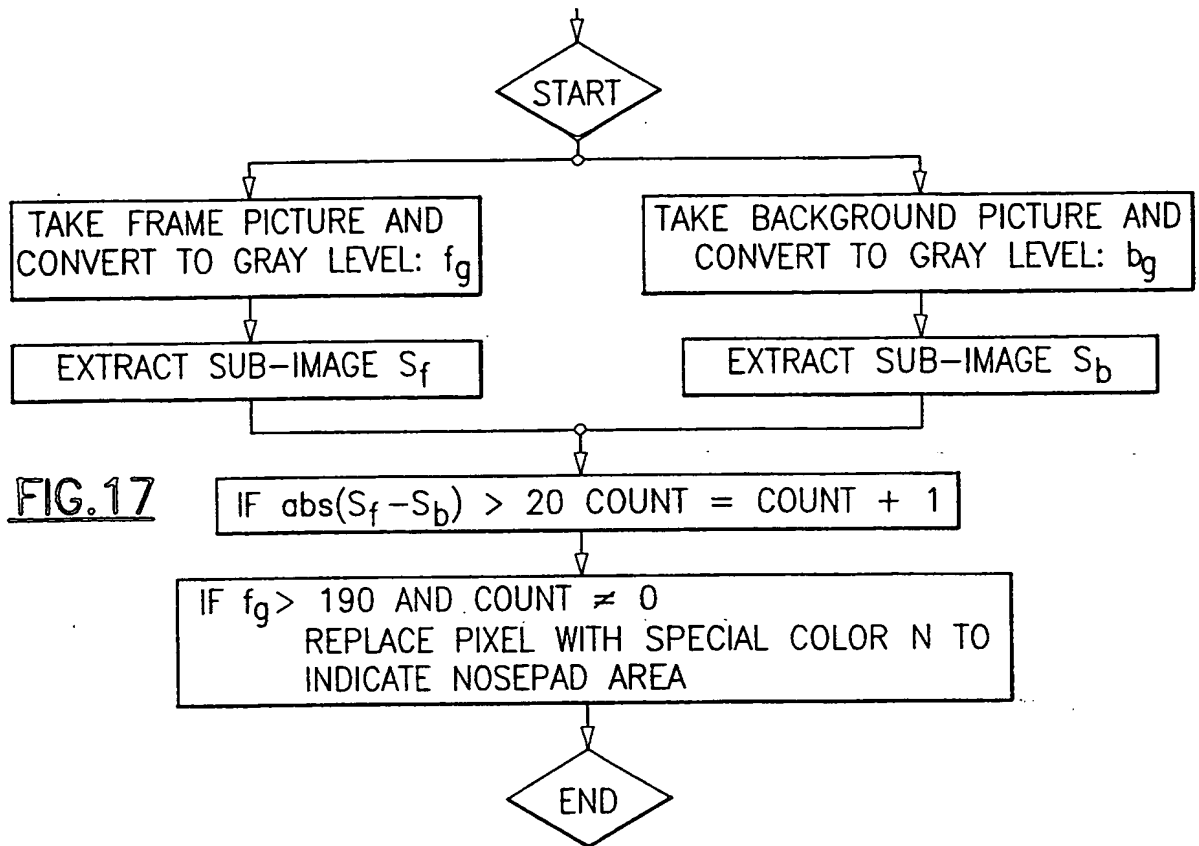 START
TAKE FRAME PICTURE AND
CONVERT TO GRAY LEVEL: fg
TAKE BACKGROUND PICTURE AND
CONVERT TO GRAY LEVEL: bg
EXTRACT SUB-IMAGE Sf
EXTRACT SUB-IMAGE Sb
FIG.17
IF abs(Sf-Sb) > 20 COUNT = COUNT + 1
IF fg > 190 AND COUNT ≠ 0
REPLACE PIXEL WITH SPECIAL COLOR N TO
INDICATE NOSEPAD AREA
END